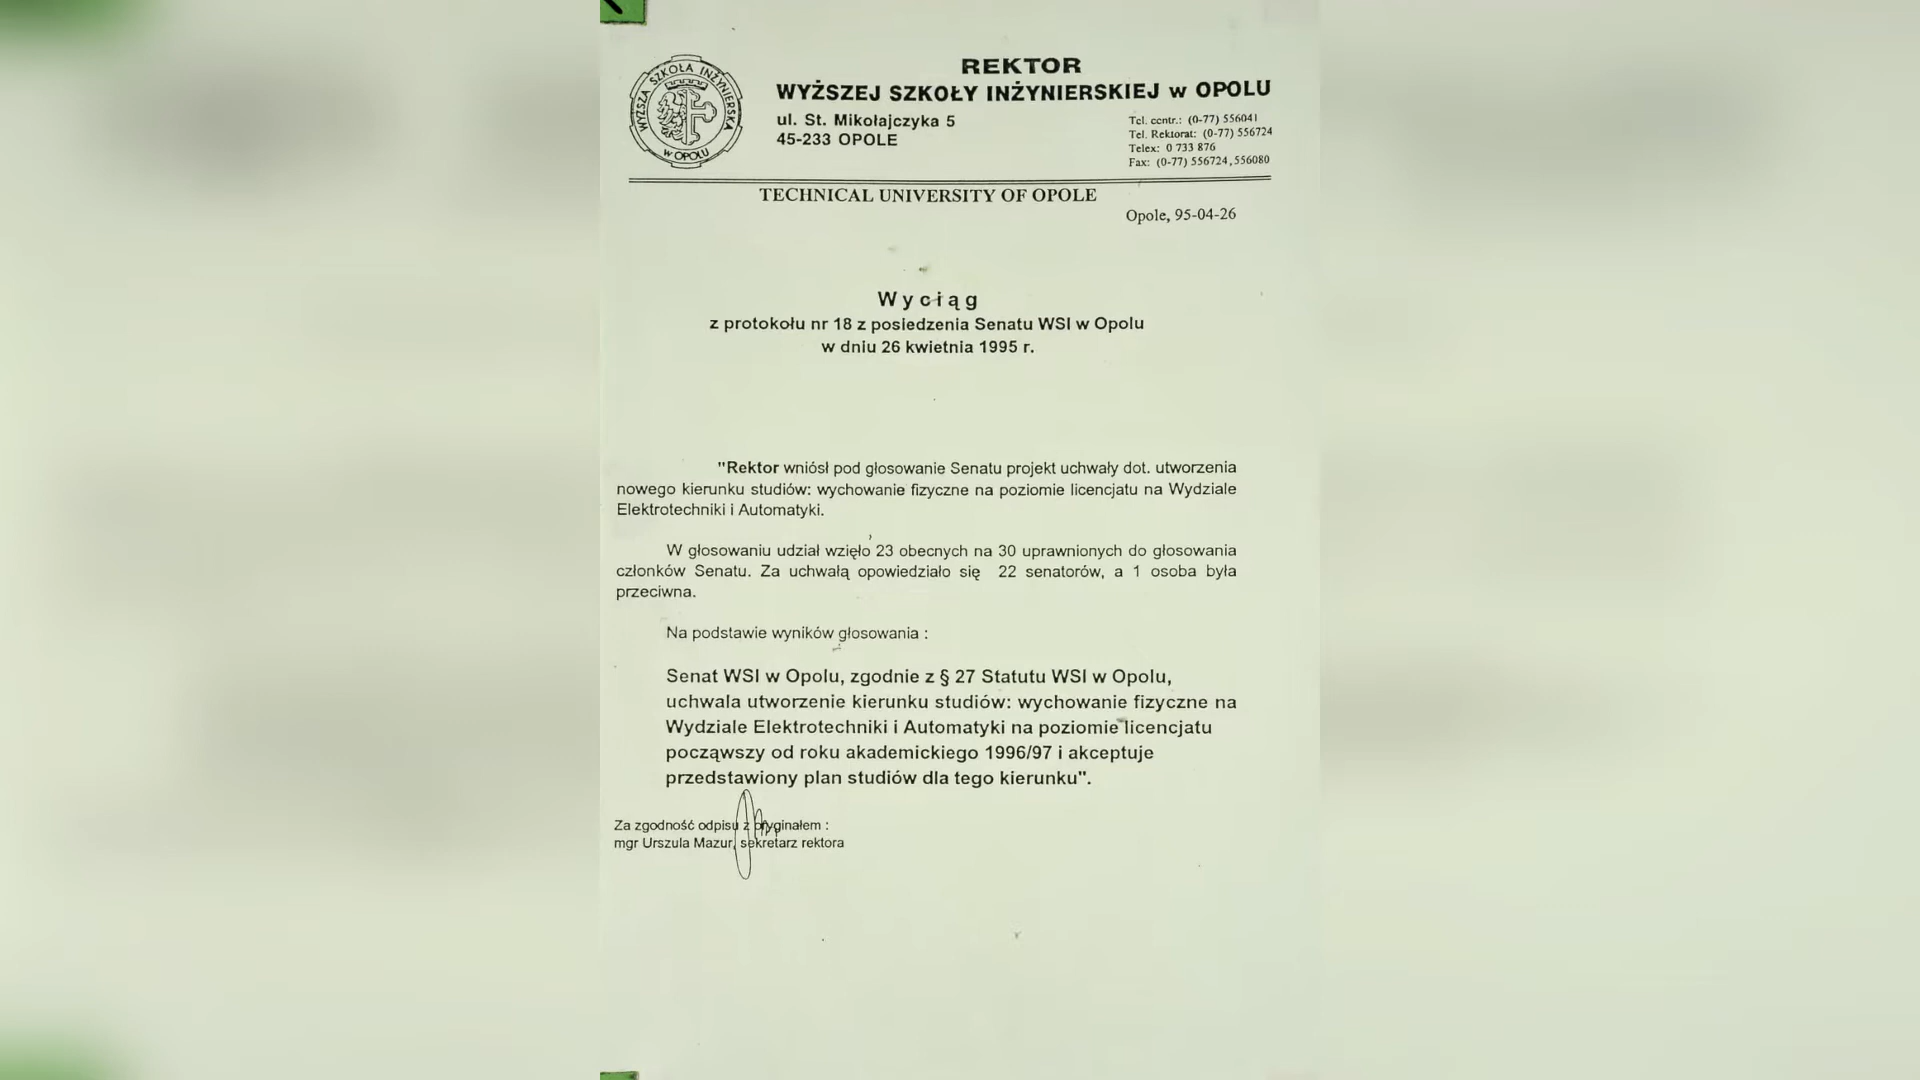 WYŻSZA SZKOŁA INŻYNIERSKA
w OPOLU
REKTOR
WYŻSZEJ SZKOŁY INŻYNIERSKIEJ w OPOLU
ul. St. Mikołajczyka 5
45-233 OPOLE
Tel. centr.: (0-77) 556041
Tel. Rektorat: (0-77) 556724
Telex: 0 733 876
Fax: (0-77) 556724,556080
TECHNICAL UNIVERSITY OF OPOLE
Opole, 95-04-26
W y c i ą g
z protokołu nr 18 z posiedzenia Senatu WSI w Opolu
w dniu 26 kwietnia 1995 r.
"Rektor wniósł pod głosowanie Senatu projekt uchwały dot. utworzenia
nowego kierunku studiów: wychowanie fizyczne na poziomie licencjatu na Wydziale
Elektrotechniki i Automatyki.
W głosowaniu udział wzięło 23 obecnych na 30 uprawnionych do głosowania
członków Senatu. Za uchwałą opowiedziało się 22 senatorów, a 1 osoba była
przeciwna.
Na podstawie wyników głosowania :
Senat WSI w Opolu, zgodnie z § 27 Statutu WSI w Opolu,
uchwala utworzenie kierunku studiów: wychowanie fizyczne na
Wydziale Elektrotechniki i Automatyki na poziomie licencjatu
począwszy od roku akademickiego 1996/97 i akceptuje
przedstawiony plan studiów dla tego kierunku".
Za zgodność odpisu z oryginałem :
mgr Urszula Mazur, sekretarz rektora